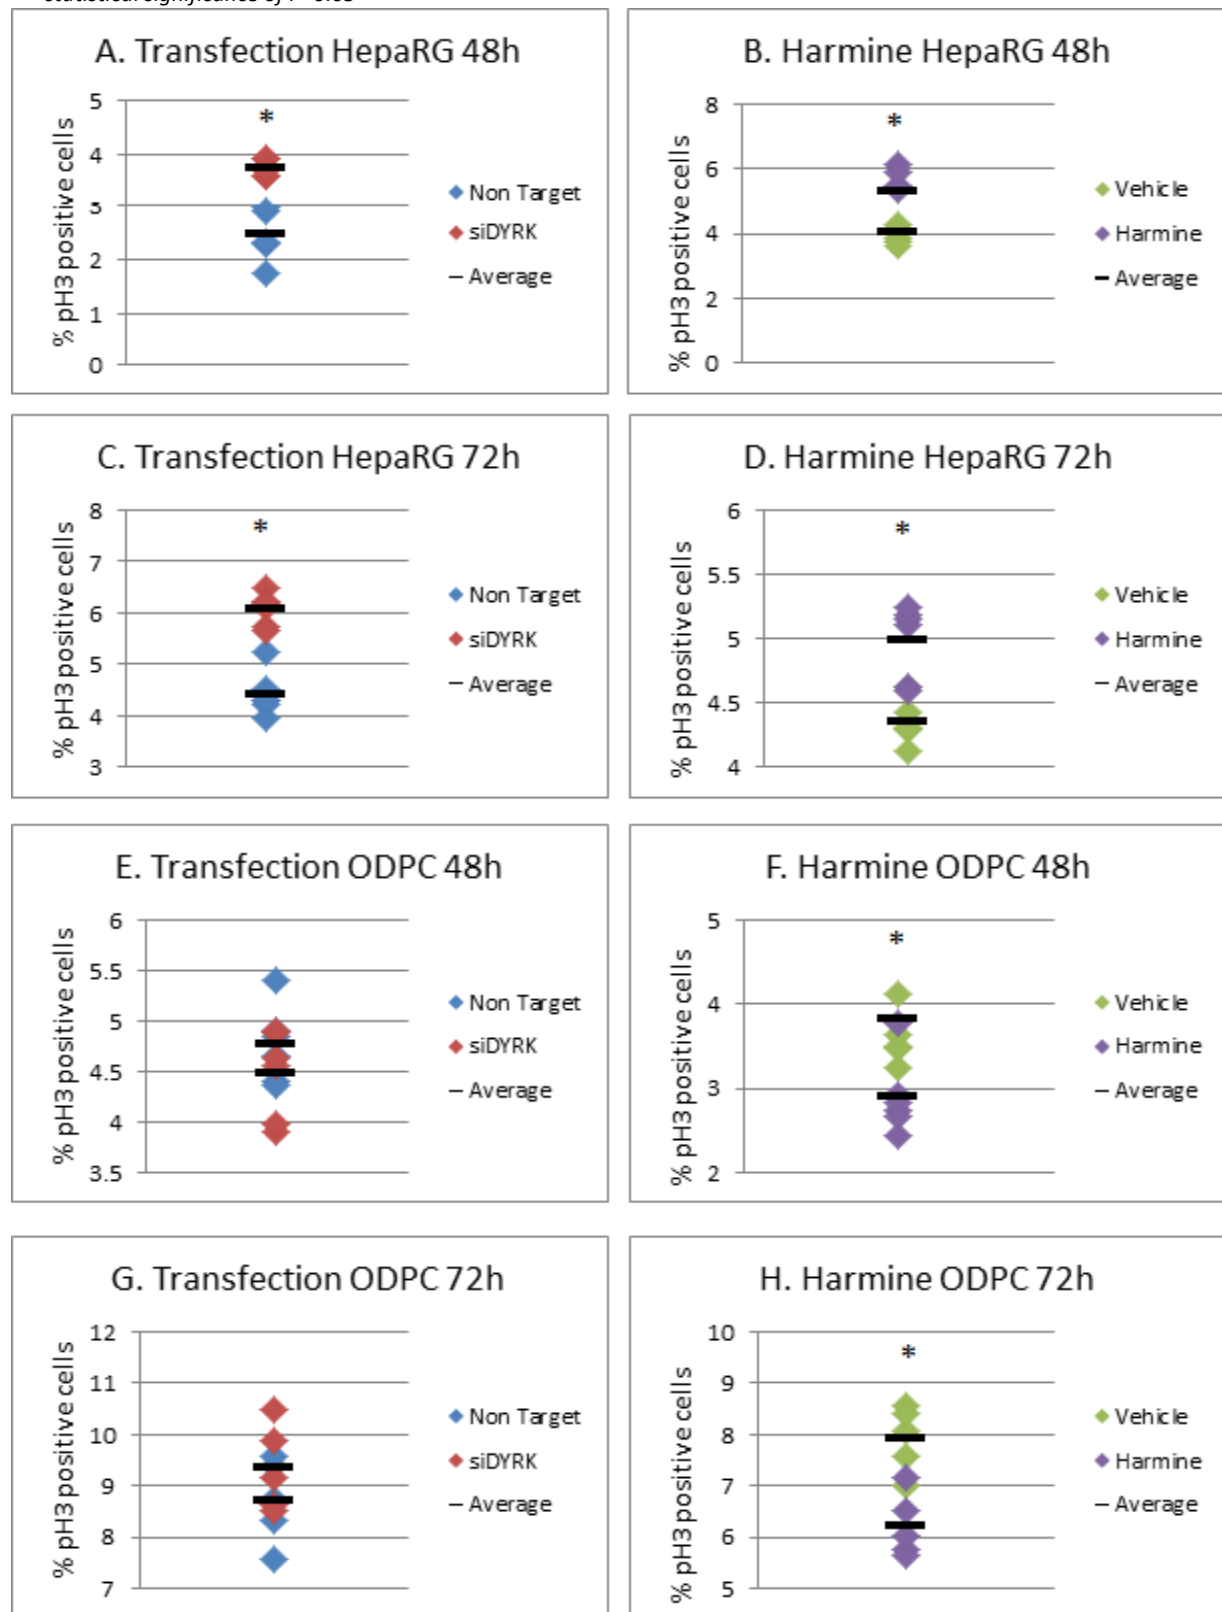 statistical significance of P<0.05
A. Transfection HepaRG 48h
% pH3 positive cells
5
4
3
2
1
0
*
Non Target
siDYRK
Average
B. Harmine HepaRG 48h
% pH3 positive cells
8
6
4
2
0
*
Vehicle
Harmine
Average
C. Transfection HepaRG 72h
% pH3 positive cells
8
7
6
5
4
3
*
Non Target
siDYRK
Average
D. Harmine HepaRG 72h
% pH3 positive cells
6
5.5
5
4.5
4
*
Vehicle
Harmine
Average
E. Transfection ODPC 48h
% pH3 positive cells
6
5.5
5
4.5
4
3.5
Non Target
siDYRK
Average
F. Harmine ODPC 48h
% pH3 positive cells
5
4
3
2
*
Vehicle
Harmine
Average
G. Transfection ODPC 72h
% pH3 positive cells
12
11
10
9
8
7
Non Target
siDYRK
Average
H. Harmine ODPC 72h
% pH3 positive cells
10
9
8
7
6
5
*
Vehicle
Harmine
Average